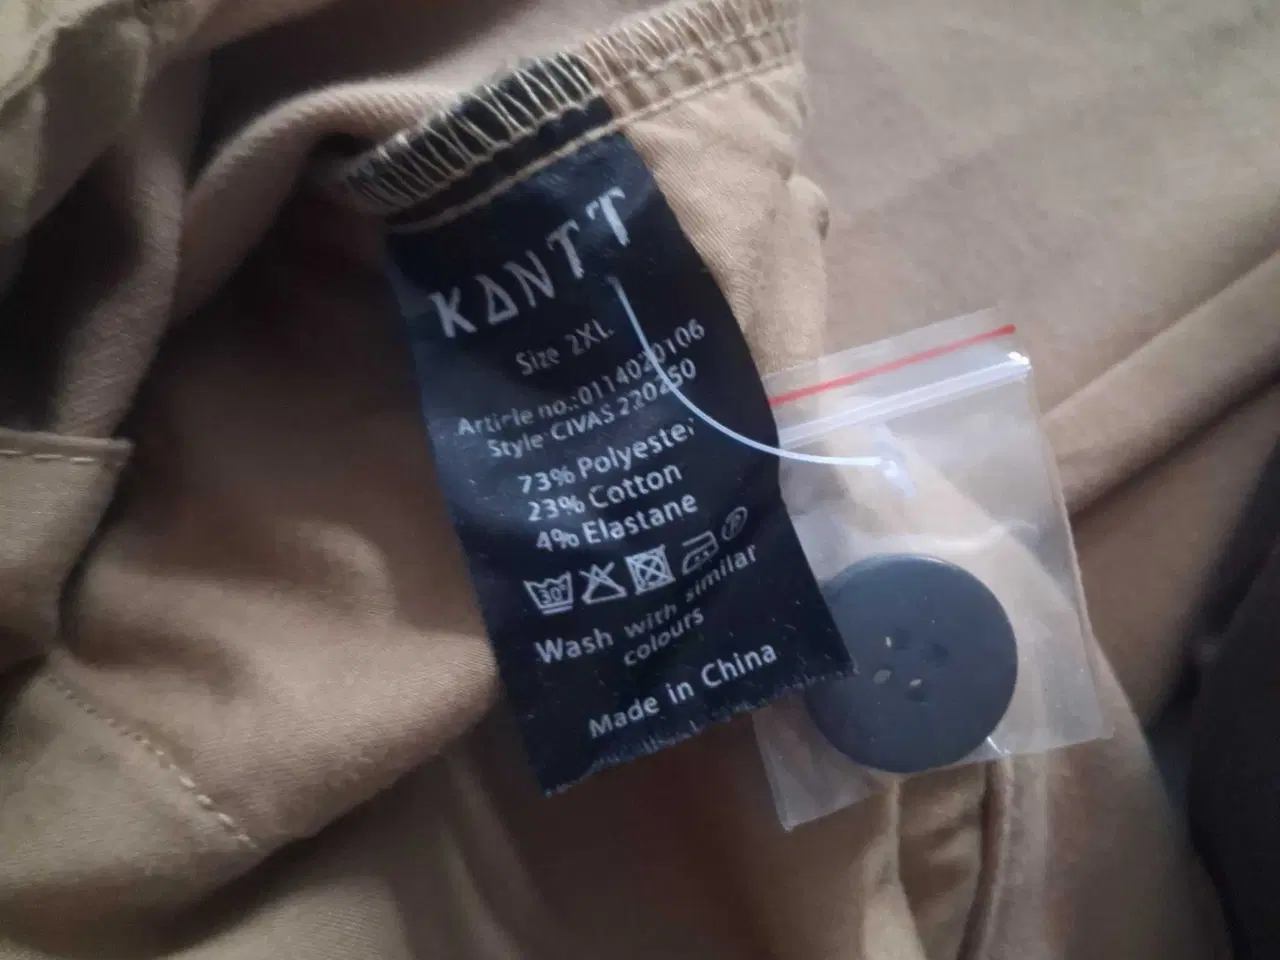 KANTT
Size 2XL
Article no.:0114020106
Style CIVAS 220250
73% Polyester
23% Cotton
4% Elastane
30°
P
Wash with similar
colours
Made in China